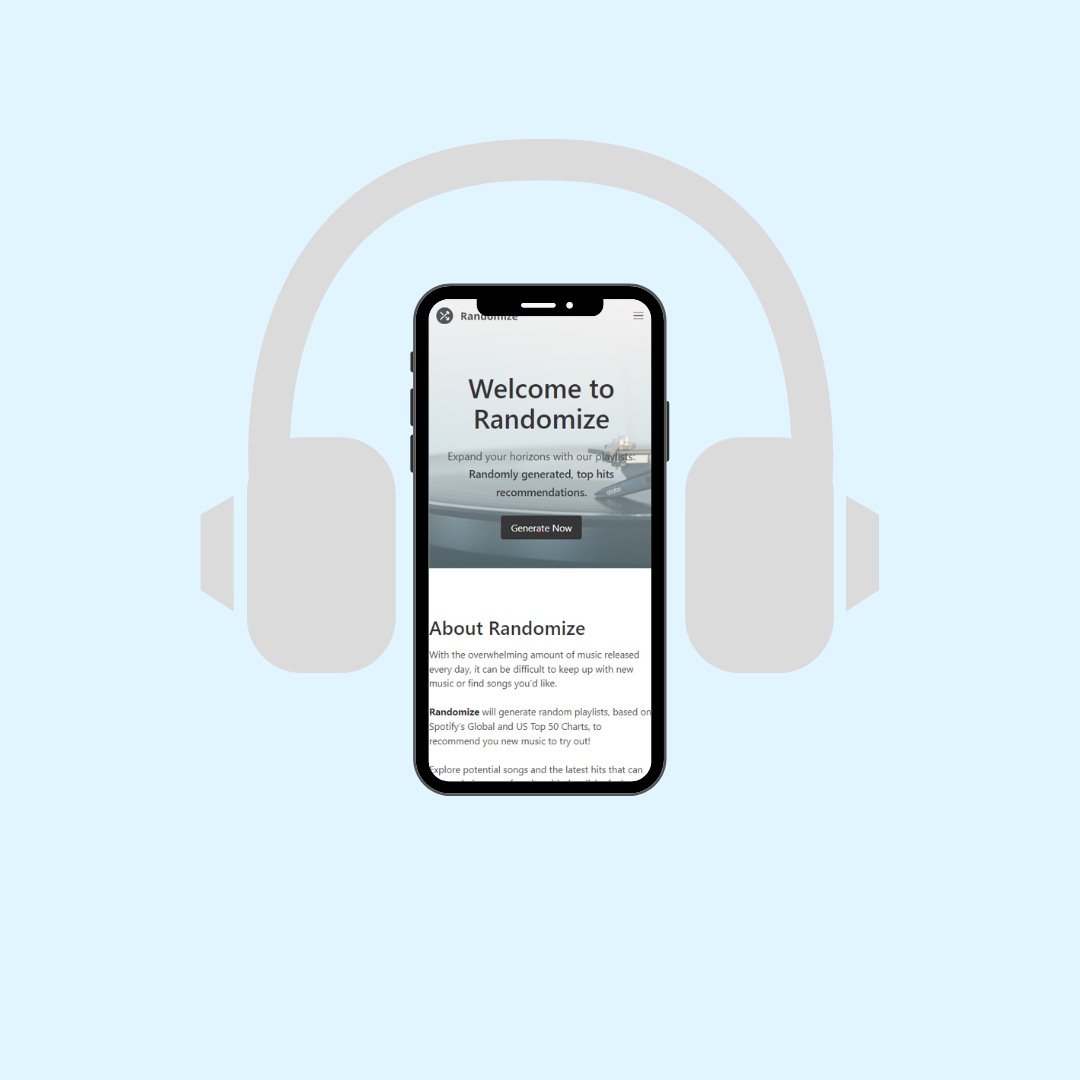 Randomize
Welcome to
Randomize
Expand your horizons with our playlists:
Randomly generated, top hits
recommendations.
Generate Now
About Randomize
With the overwhelming amount of music released
every day, it can be difficult to keep up with new
music or find songs you'd like.
Randomize will generate random playlists, based on
Spotify's Global and US Top 50 Charts, to
recommend you new music to try out!
Explore potential songs and the latest hits that can